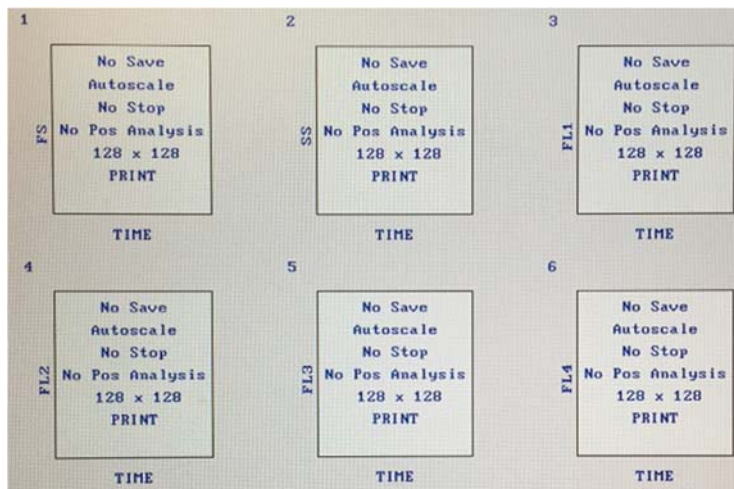 1
FS
No Save
Autoscale
No Stop
No Pos Analysis
128 x 128
PRINT
TIME
2
SS
No Save
Autoscale
No Stop
No Pos Analysis
128 x 128
PRINT
TIME
3
FL1
No Save
Autoscale
No Stop
No Pos Analysis
128 x 128
PRINT
TIME
4
FL2
No Save
Autoscale
No Stop
No Pos Analysis
128 x 128
PRINT
TIME
5
FL3
No Save
Autoscale
No Stop
No Pos Analysis
128 x 128
PRINT
TIME
6
FL4
No Save
Autoscale
No Stop
No Pos Analysis
128 x 128
PRINT
TIME